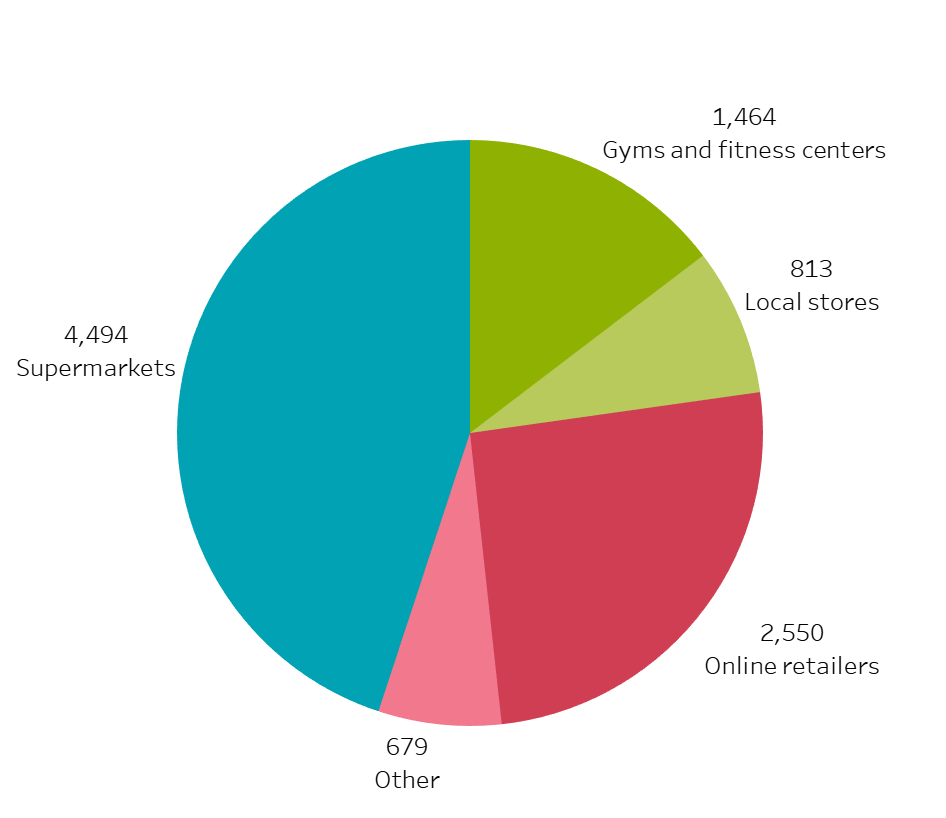 1,464
Gyms and fitness centers
813
Local stores
4,494
Supermarkets
2,550
Online retailers
679
Other